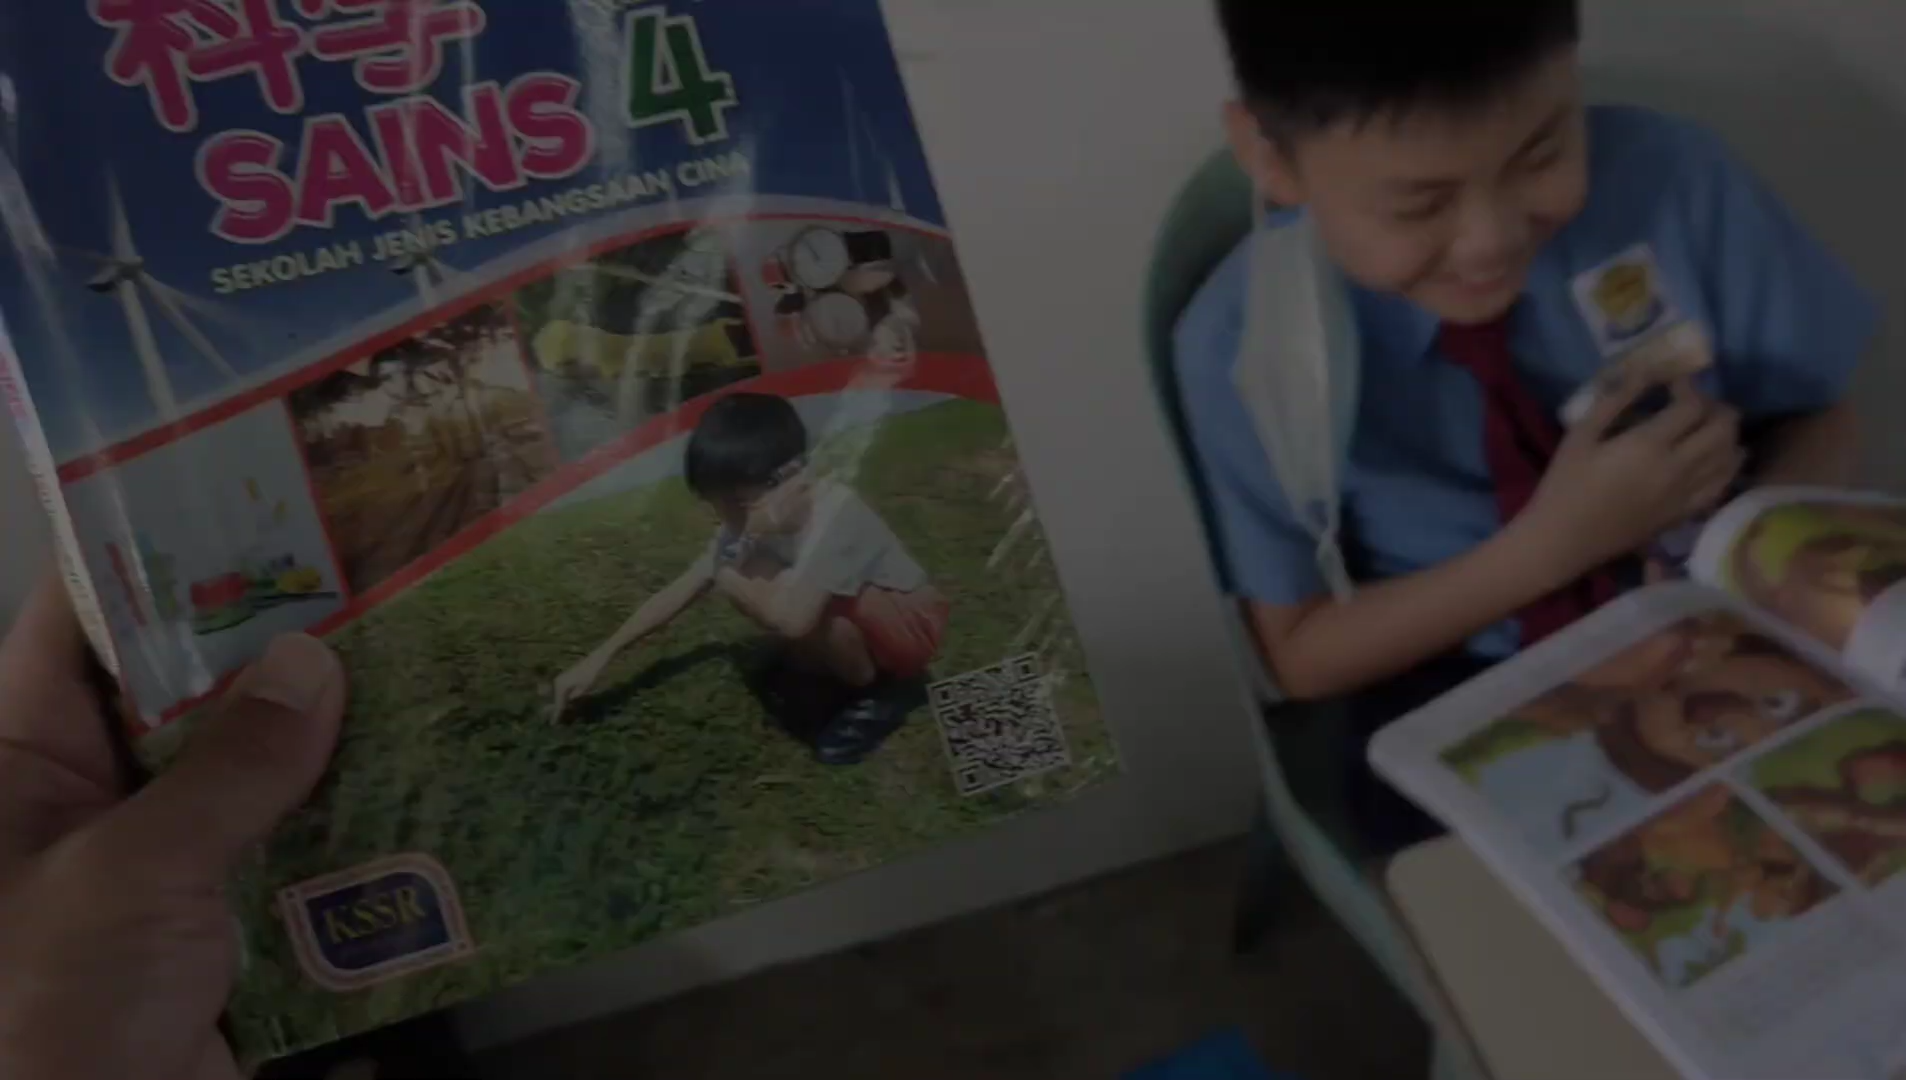 科学
SAINS 4
SEKOLAH JENIS KEBANGSAAN CINA
KSSR